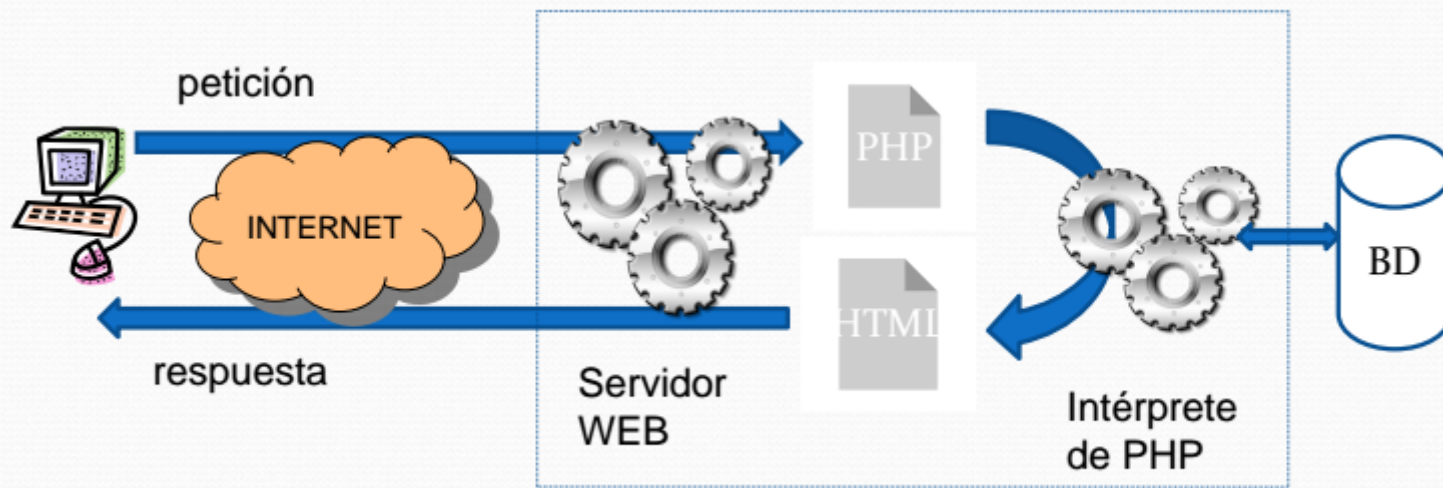 petición
INTERNET
respuesta
Servidor
WEB
PHP
HTML
Intérprete
de PHP
BD